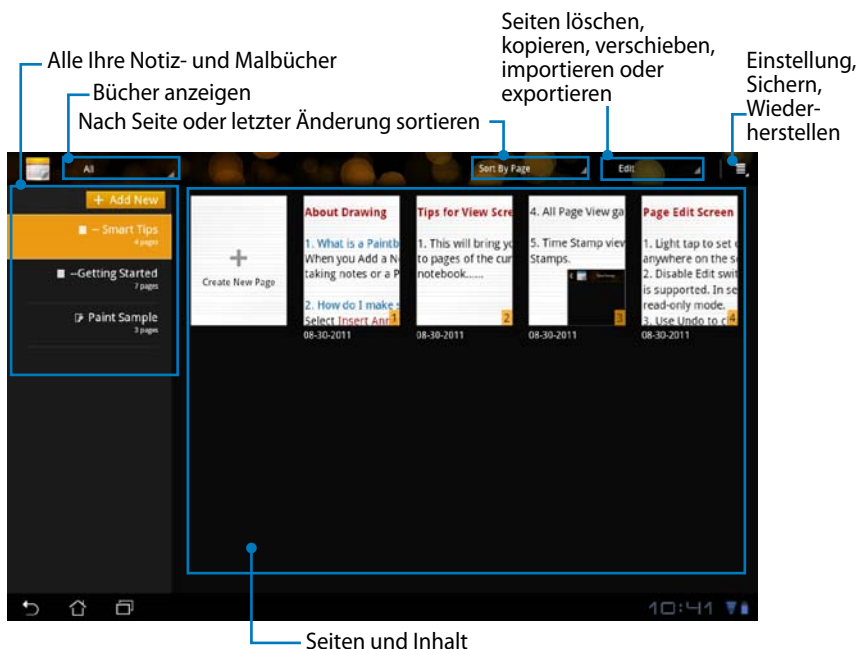 Seiten löschen,
kopieren, verschieben,
importieren oder
exportieren
Einstellung,
Sichern,
Wieder-
herstellen
Alle Ihre Notiz- und Malbücher
Bücher anzeigen
Nach Seite oder letzter Änderung sortieren
All
Sort By Page
Edit
+ Add New
– Smart Tips
4 pages
--Getting Started
7 pages
Paint Sample
3 pages
+
Create New Page
About Drawing
1. What is a Paintb
When you Add a N
taking notes or a P
2. How do I make s
Select Insert Ann
1
08-30-2011
Tips for View Scre
1. This will bring yo
to pages of the cur
notebook......
2
08-30-2011
4. All Page View ga
5. Time Stamp view
Stamps.
3
08-30-2011
Page Edit Screen
1. Light tap to set
anywhere on the s
2. Disable Edit swit
is supported. In se
read-only mode.
3. Use Undo to c
4
08-30-2011
10:41
Seiten und Inhalt